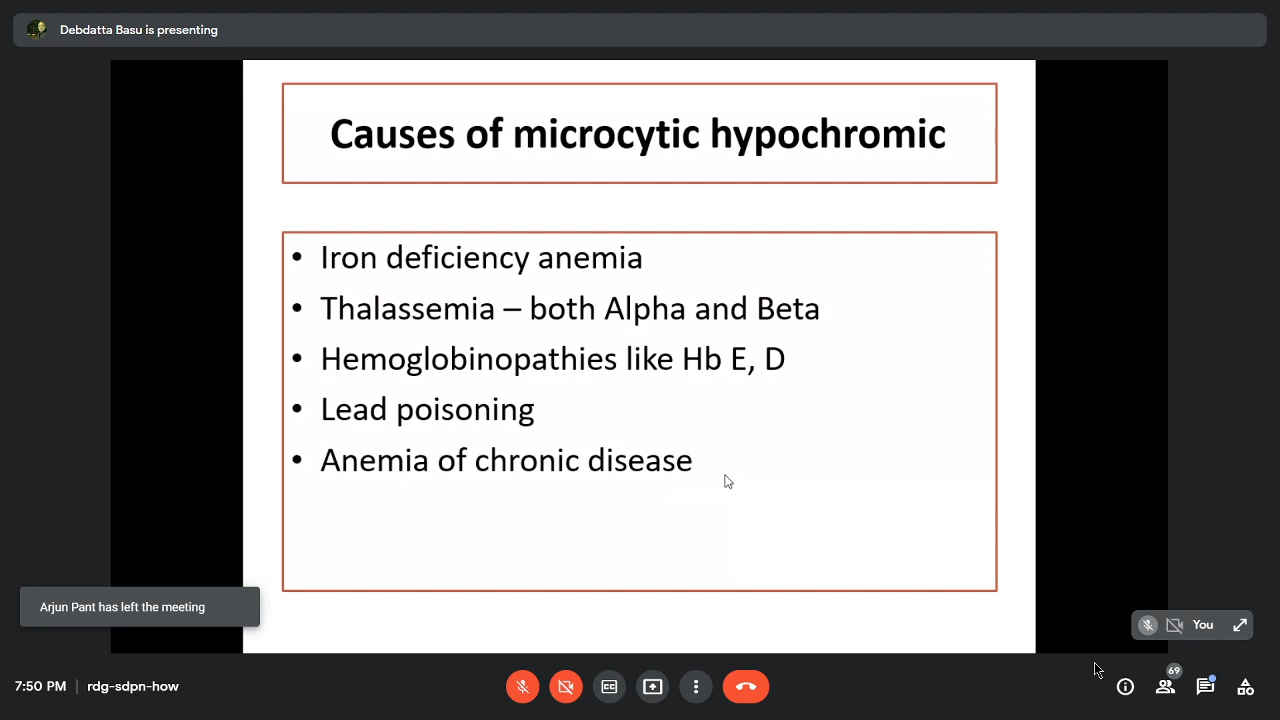 Debdatta Basu is presenting
Causes of microcytic hypochromic
• Iron deficiency anemia
• Thalassemia – both Alpha and Beta
• Hemoglobinopathies like Hb E, D
• Lead poisoning
• Anemia of chronic disease
Arjun Pant has left the meeting
You
7:50 PM | rdg-sdpn-how
CC
69